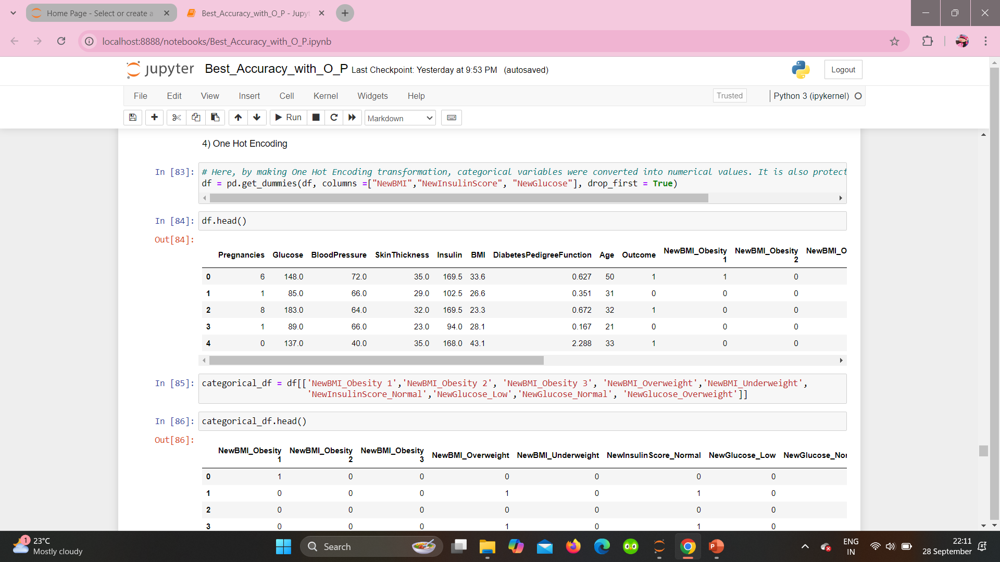 Home Page - Select or create a
Best_Accuracy_with_O_P - Jupyt
localhost:8888/notebooks/Best_Accuracy_with_O_P.ipynb
jupyter Best_Accuracy_with_O_P Last Checkpoint: Yesterday at 9:53 PM (autosaved)
Logout
File Edit View Insert Cell Kernel Widgets Help
Trusted Python 3 (ipykernel)
Run Markdown
4) One Hot Encoding
In [83]: # Here, by making One Hot Encoding transformation, categorical variables were converted into numerical values. It is also protect
df = pd.get_dummies(df, columns =["NewBMI","NewInsulinScore", "NewGlucose"], drop_first = True)
In [84]: df.head()
Out[84]:
Pregnancies Glucose BloodPressure SkinThickness Insulin BMI DiabetesPedigreeFunction Age Outcome NewBMI_Obesity 1 NewBMI_Obesity 2 NewBMI_O
0 6 148.0 72.0 35.0 169.5 33.6 0.627 50 1 1 0
1 1 85.0 66.0 29.0 102.5 26.6 0.351 31 0 0 0
2 8 183.0 64.0 32.0 169.5 23.3 0.672 32 1 0 0
3 1 89.0 66.0 23.0 94.0 28.1 0.167 21 0 0 0
4 0 137.0 40.0 35.0 168.0 43.1 2.288 33 1 0 0
In [85]: categorical_df = df[['NewBMI_Obesity 1','NewBMI_Obesity 2', 'NewBMI_Obesity 3', 'NewBMI_Overweight','NewBMI_Underweight',
'NewInsulinScore_Normal','NewGlucose_Low','NewGlucose_Normal', 'NewGlucose_Overweight']]
In [86]: categorical_df.head()
Out[86]:
NewBMI_Obesity 1 NewBMI_Obesity 2 NewBMI_Obesity 3 NewBMI_Overweight NewBMI_Underweight NewInsulinScore_Normal NewGlucose_Low NewGlucose_Nor
0 1 0 0 0 0 0 0
1 0 0 0 1 0 1 0
2 0 0 0 0 0 0 0
3 0 0 0 1 0 1 0
1
23°C
Mostly cloudy
Search
ENG
IN
22:11
28 September